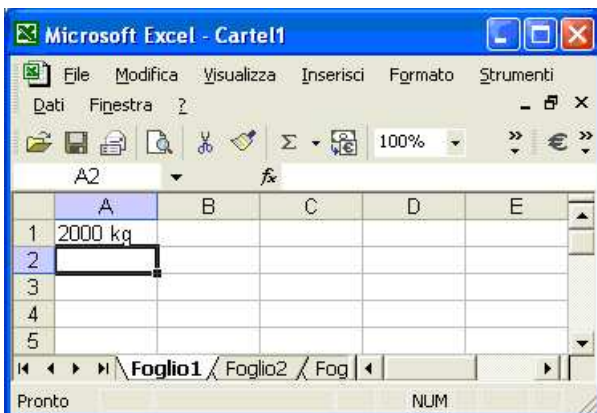 Microsoft Excel - Cartel1
File Modifica Visualizza Inserisci Formato Strumenti
Dati Finestra ?
Σ 100% » € »
A2 fx
A B C D E
1 2000 kg
2
3
4
5
Foglio1 Foglio2 Fog
Pronto NUM